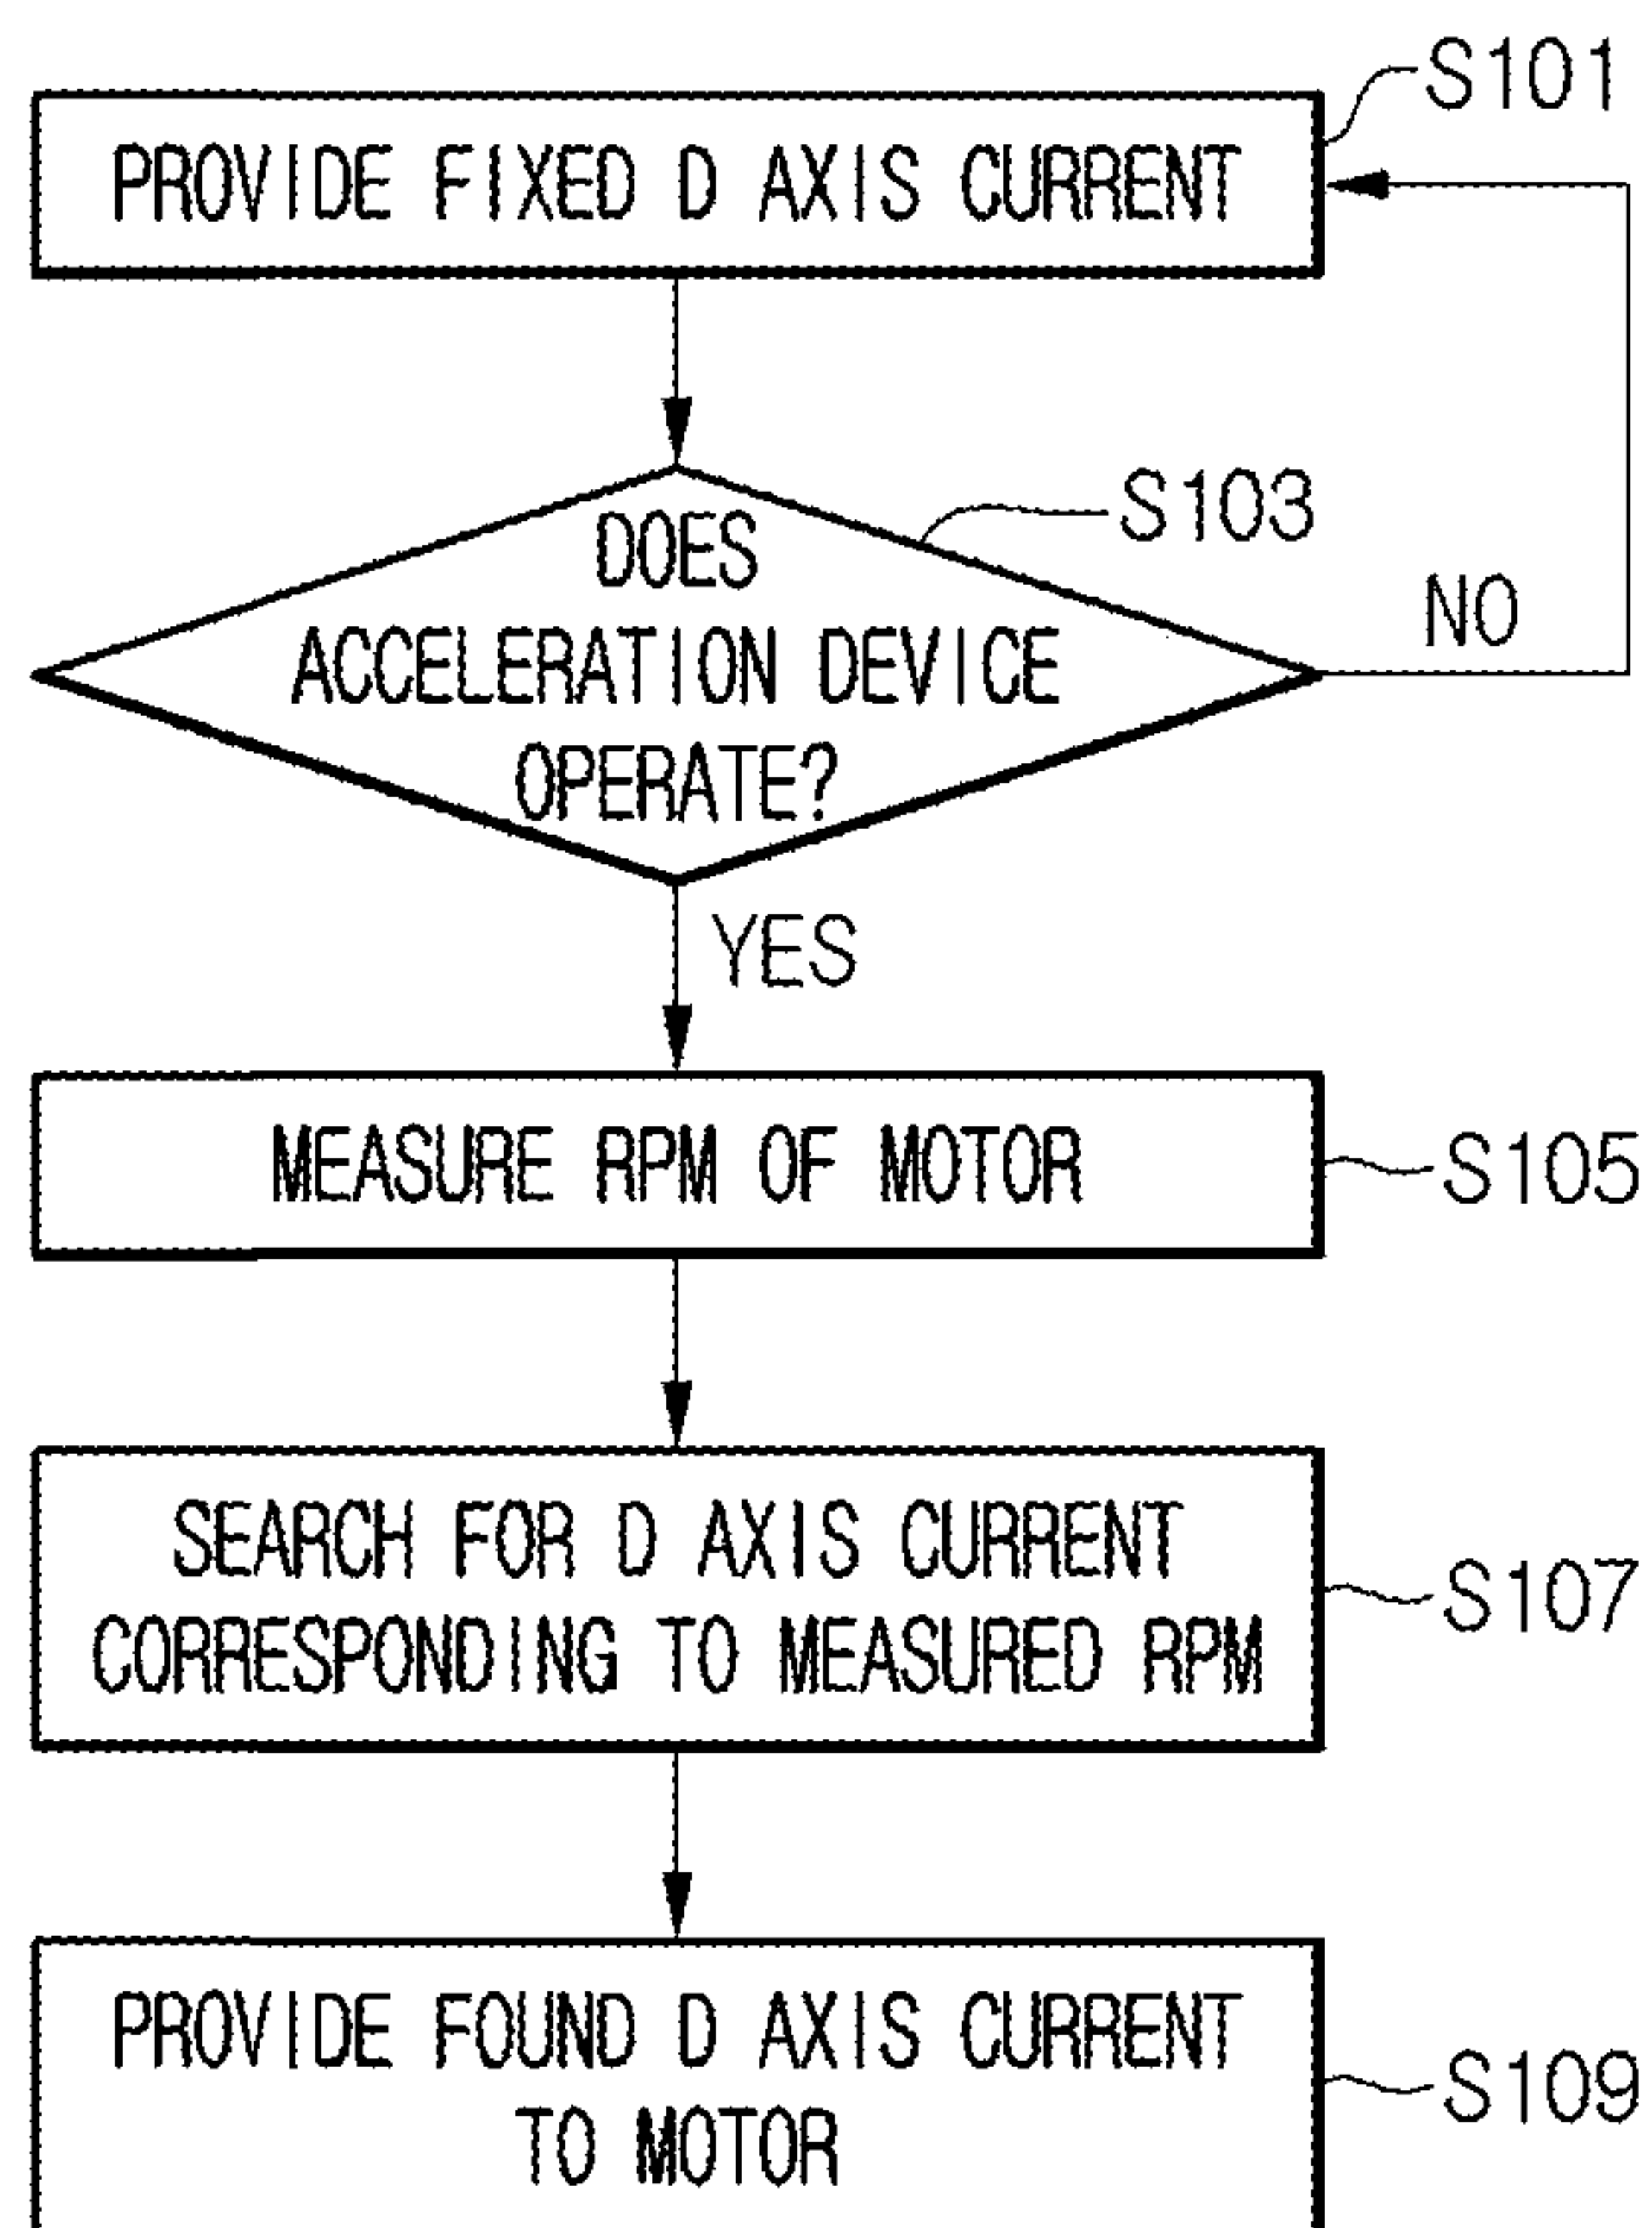 S101
PROVIDE FIXED D AXIS CURRENT
S103
DOES
ACCELERATION DEVICE
OPERATE?
NO
YES
MEASURE RPM OF MOTOR
S105
SEARCH FOR D AXIS CURRENT
CORRESPONDING TO MEASURED RPM
S107
PROVIDE FOUND D AXIS CURRENT
TO MOTOR
S109